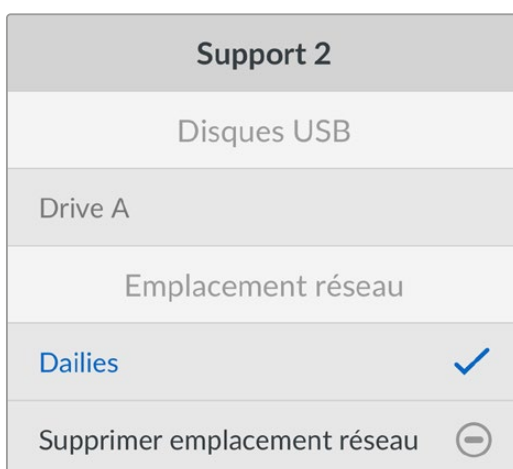 Support 2
Disques USB
Drive A
Emplacement réseau
Dailies
Supprimer emplacement réseau